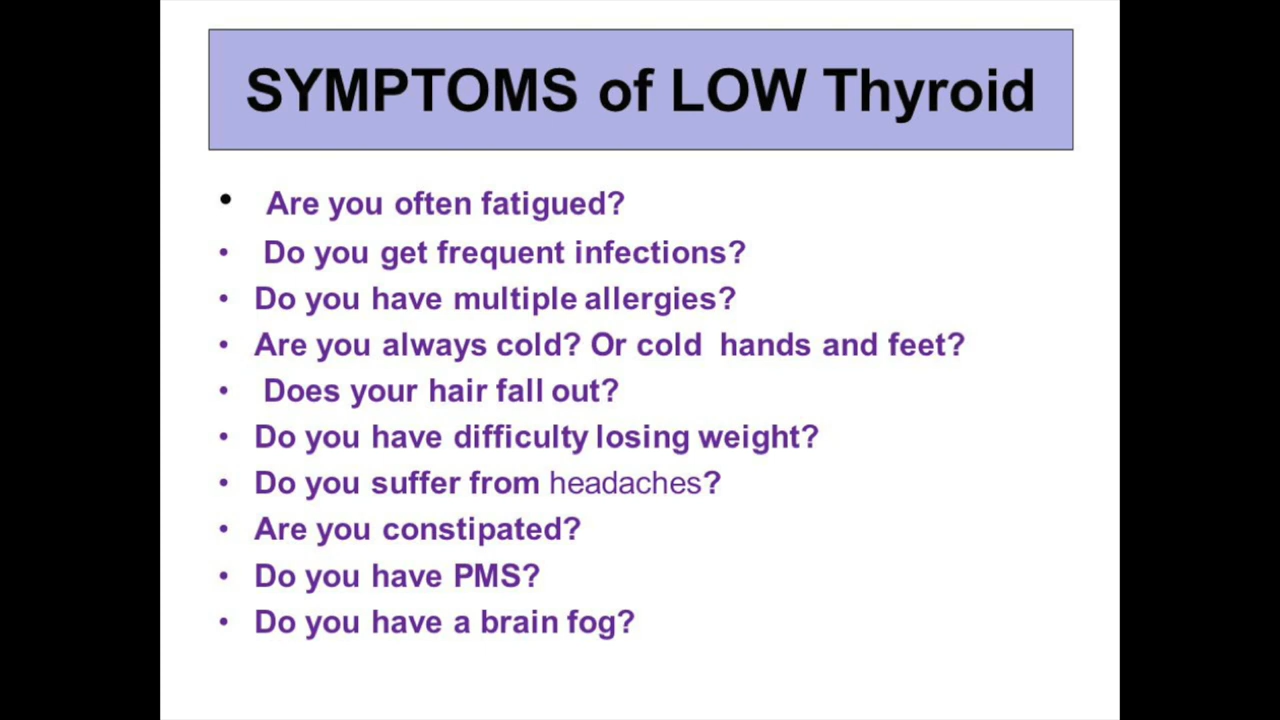 SYMPTOMS of LOW Thyroid
• Are you often fatigued?
• Do you get frequent infections?
• Do you have multiple allergies?
• Are you always cold? Or cold hands and feet?
• Does your hair fall out?
• Do you have difficulty losing weight?
• Do you suffer from headaches?
• Are you constipated?
• Do you have PMS?
• Do you have a brain fog?